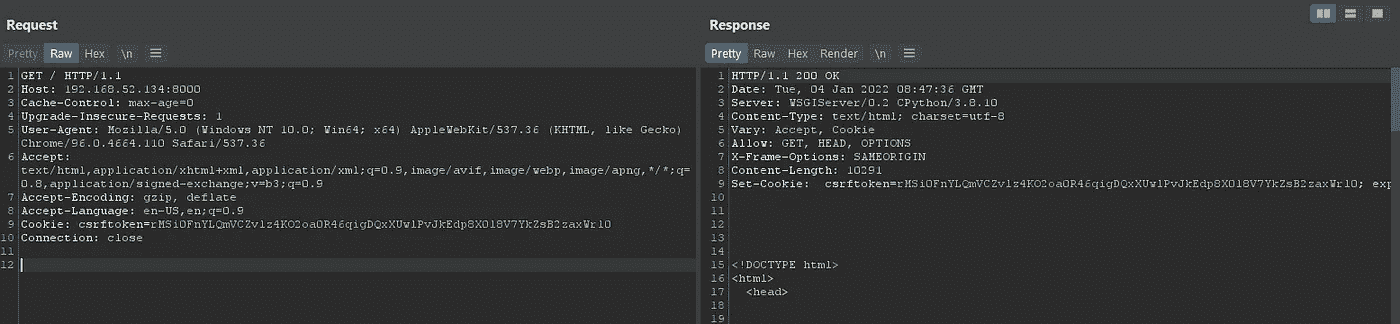 Request
Pretty Raw Hex \n
1 GET / HTTP/1.1
2 Host: 192.168.52.134:8000
3 Cache-Control: max-age=0
4 Upgrade-Insecure-Requests: 1
5 User-Agent: Mozilla/5.0 (Windows NT 10.0; Win64; x64) AppleWebKit/537.36 (KHTML, like Gecko)
Chrome/96.0.4664.110 Safari/537.36
6 Accept:
text/html,application/xhtml+xml,application/xml;q=0.9,image/avif,image/webp,image/apng,*/*;q=
0.8,application/signed-exchange;v=b3;q=0.9
7 Accept-Encoding: gzip, deflate
8 Accept-Language: en-US,en;q=0.9
9 Cookie: csrftoken=
10 Connection: close
11
12
Response
Pretty Raw Hex Render \n
1 HTTP/1.1 200 OK
2 Date: Tue, 04 Jan 2022 08:47:36 GMT
3 Server: WSGIServer/0.2 CPython/3.8.10
4 Content-Type: text/html; charset=utf-8
5 Vary: Accept, Cookie
6 Allow: GET, HEAD, OPTIONS
7 X-Frame-Options: SAMEORIGIN
8 Content-Length: 10291
9 Set-Cookie: csrftoken=; exp
10
11
12
13
14
15 <!DOCTYPE html>
16 <html>
17 <head>
18
19